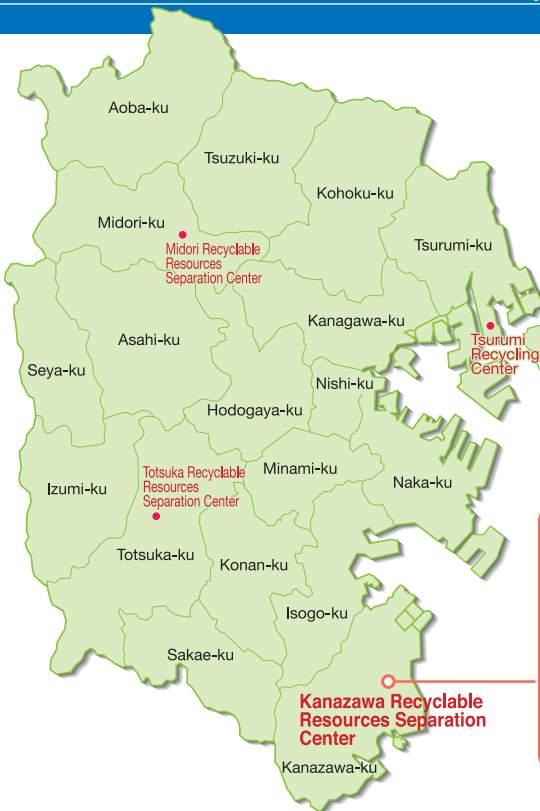 Aoba-ku
Tsuzuki-ku
Kohoku-ku
Midori-ku
Midori Recyclable
Resources
Separation Center
Tsurumi-ku
Kanagawa-ku
Tsurumi
Recycling
Center
Asahi-ku
Seya-ku
Nishi-ku
Hodogaya-ku
Totsuka Recyclable
Resources
Separation Center
Minami-ku
Naka-ku
Izumi-ku
Totsuka-ku
Konan-ku
Isogo-ku
Sakae-ku
Kanazawa Recyclable
Resources Separation
Center
Kanazawa-ku